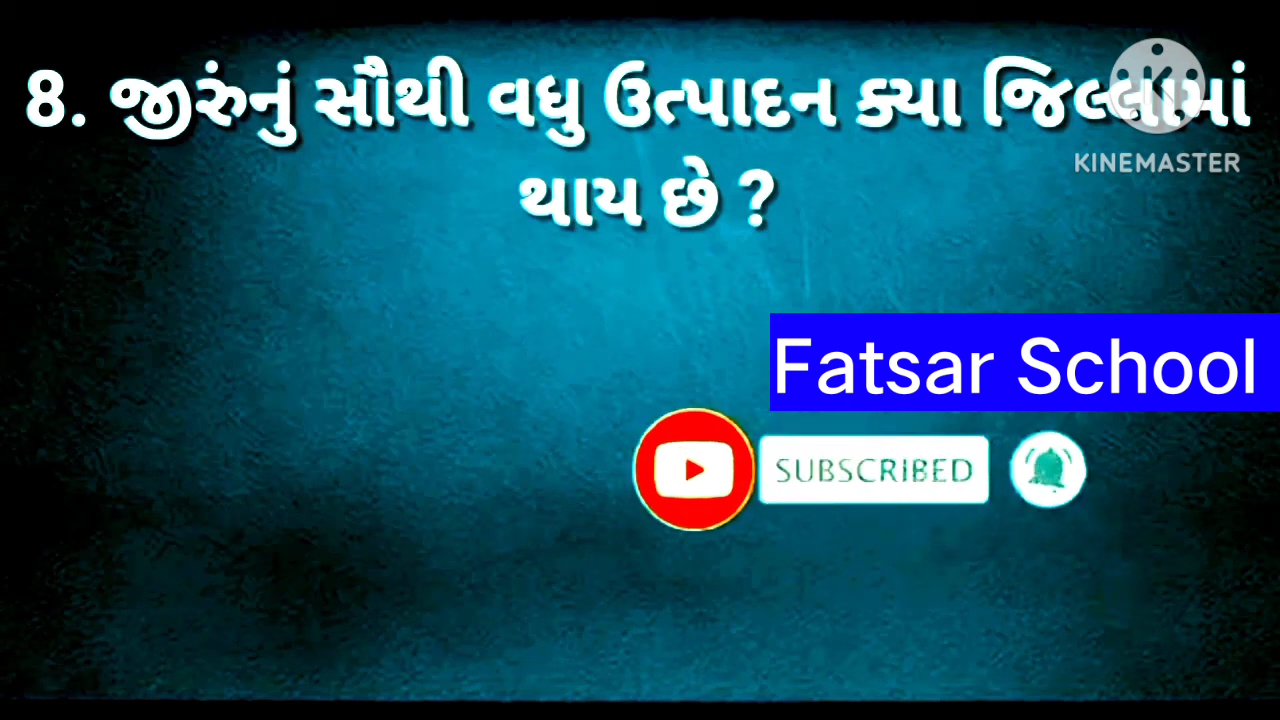 8. જીરુંનું સૌથી વધુ ઉત્પાદન ક્યા જિલ્લામાં
થાય છે ?
KINEMASTER
Fatsar School
SUBSCRIBED